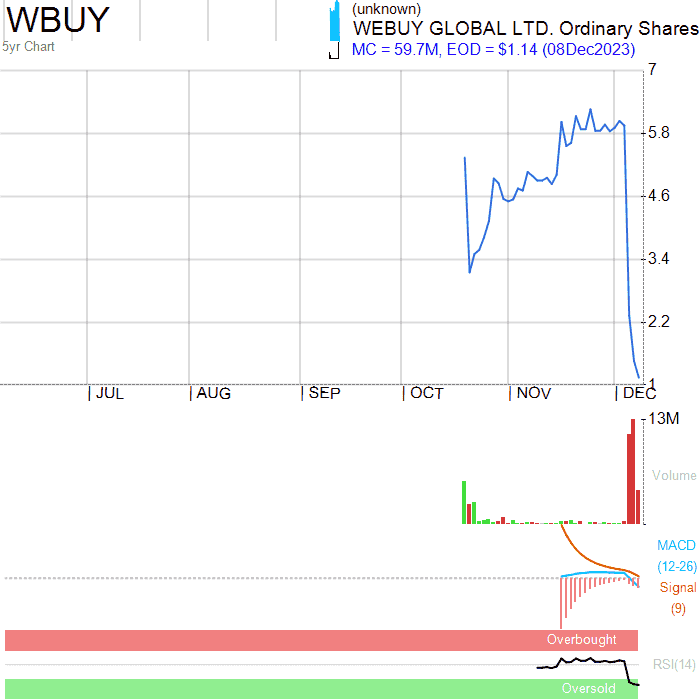 WBUY
(unknown)
WEBUY GLOBAL LTD. Ordinary Shares
5yr Chart
MC = 59.7M, EOD = $1.14 (08Dec2023)
7
5.8
4.6
3.4
2.2
1
JUL AUG SEP OCT NOV DEC
13M
Volume
MACD
(12-26)
Signal
(9)
Overbought
RSI(14)
Oversold